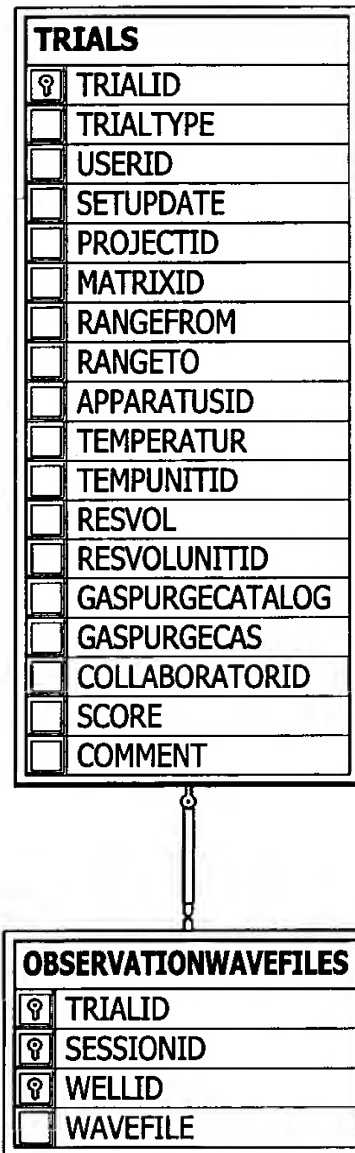 TRIALS
TRIALID
TRIALTYPE
USERID
SETUPDATE
PROJECTID
MATRIXID
RANGEFROM
RANGETO
APPARATUSID
TEMPERATUR
TEMPUNITID
RESVOL
RESVOLUNITID
GASPURGECATALOG
GASPURGECAS
COLLABORATORID
SCORE
COMMENT
OBSERVATIONWAVEFILES
TRIALID
SESSIONID
WELLID
WAVEFILE